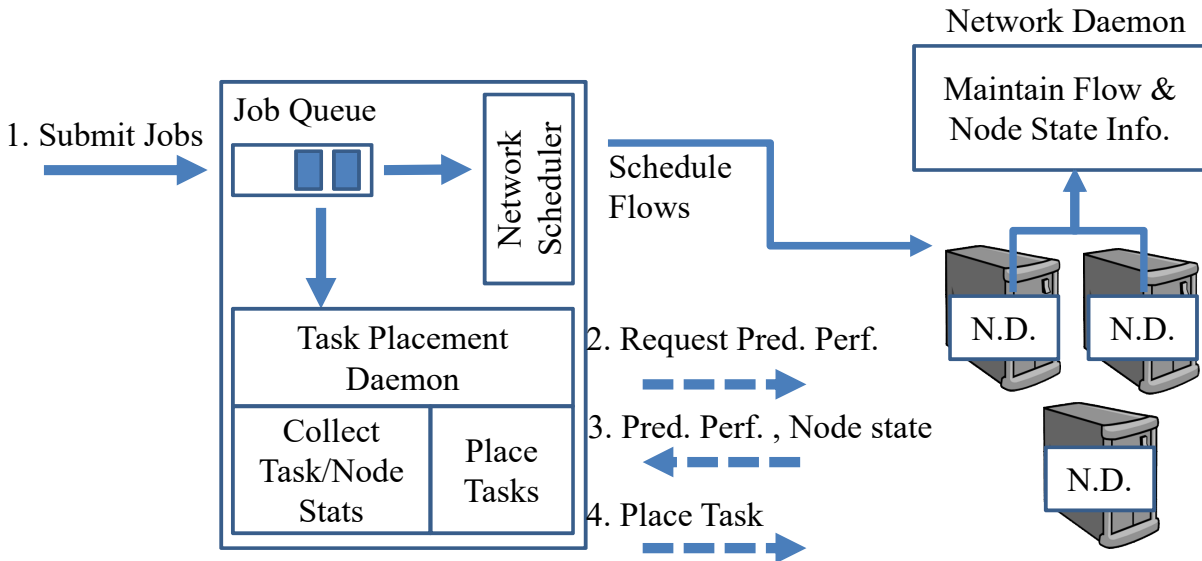 Network Daemon
Maintain Flow &
Node State Info.
Job Queue
1. Submit Jobs
Network
Scheduler
Schedule
Flows
N.D.
N.D.
Task Placement
Daemon
2. Request Pred. Perf.
Collect
Task/Node
Stats
Place
Tasks
3. Pred. Perf. , Node state
N.D.
4. Place Task